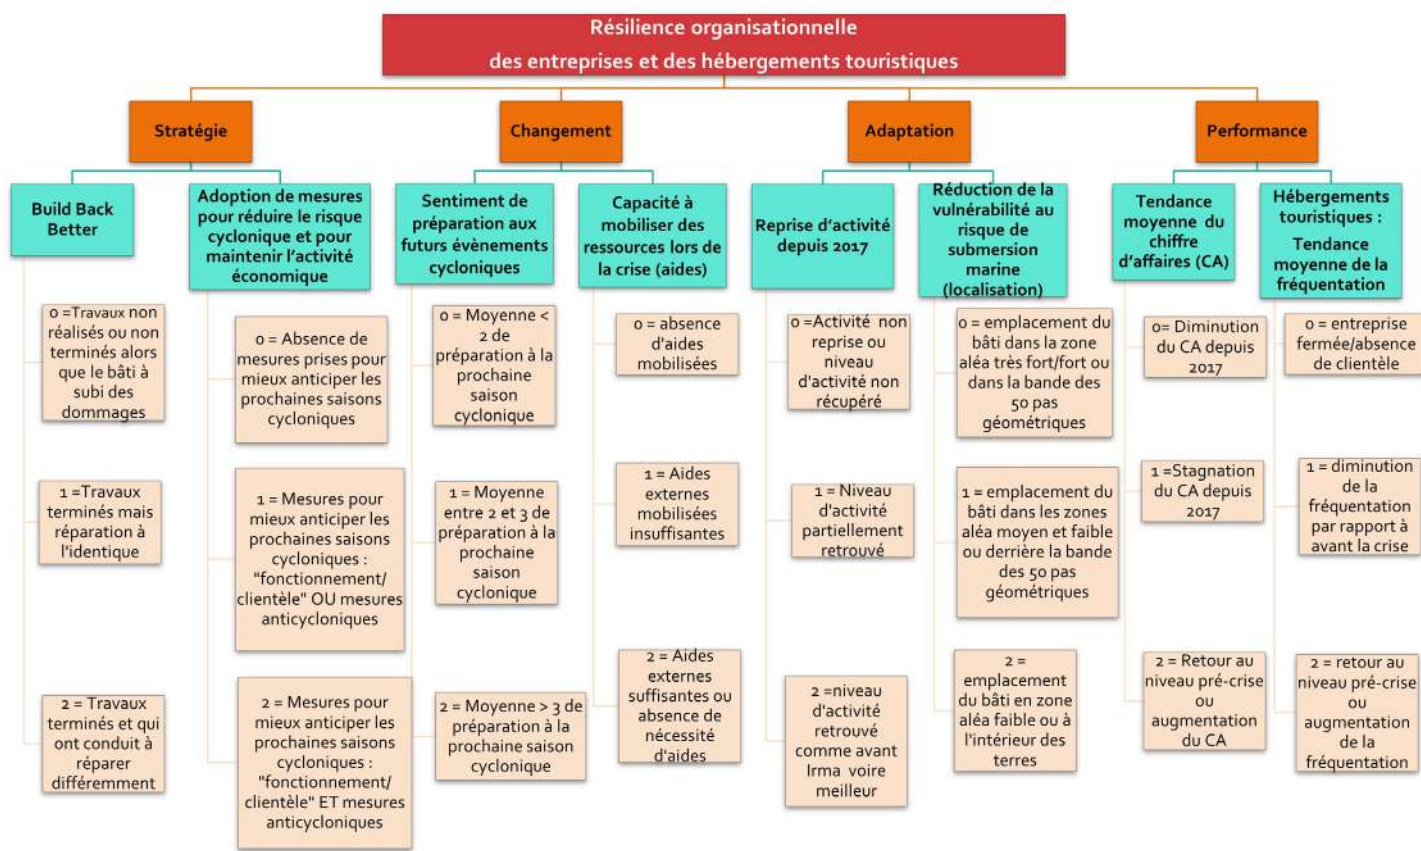 Résilience organisationnelle
des entreprises et des hébergements touristiques
Stratégie
Changement
Adaptation
Performance
Build Back
Better
Adoption de mesures
pour réduire le risque
cyclonique et pour
maintenir l'activité
économique
Sentiment de
préparation aux
futurs évènements
cycloniques
Capacité à
mobiliser des
ressources lors de
la crise (aides)
Reprise d'activité
depuis 2017
Réduction de la
vulnérabilité au
risque de
submersion
marine
(localisation)
Tendance
moyenne du
chiffre
d'affaires (CA)
Hébergements
touristiques :
Tendance
moyenne de la
fréquentation
0 =Travaux non
réalisés ou non
terminés alors
que le bâti à
subi des
dommages
0 = Absence de
mesures prises pour
mieux anticiper les
prochaines saisons
cycloniques
0 = Moyenne <
2 de
préparation à la
prochaine
saison
cyclonique
0 = absence
d'aides
mobilisées
0 =Activité non
reprise ou
niveau
d'activité non
récupéré
0 = emplacement du
bâti dans la zone
aléa très fort/fort ou
dans la bande des
50 pas
géométriques
0= Diminution
du CA depuis
2017
0 = entreprise
fermée/absence
de clientèle
1 =Travaux
terminés mais
réparation à
l'identique
1 = Mesures pour
mieux anticiper les
prochaines saisons
cycloniques :
"fonctionnement/
clientèle" OU mesures
anticycloniques
1 = Moyenne
entre 2 et 3 de
préparation à la
prochaine
saison
cyclonique
1 = Aides
externes
mobilisées
insuffisantes
1 = Niveau
d'activité
partiellement
retrouvé
1 = emplacement du
bâti dans les zones
aléa moyen et faible
ou derrière la bande
des 50 pas
géométriques
1 =Stagnation
du CA depuis
2017
1 = diminution
de la
fréquentation
par rapport à
avant la crise
2 = Travaux
terminés et qui
ont conduit à
réparer
différemment
2 = Mesures pour
mieux anticiper les
prochaines saisons
cycloniques :
"fonctionnement/
clientèle" ET mesures
anticycloniques
2 = Moyenne > 3 de
préparation à la
prochaine saison
cyclonique
2 = Aides
externes
suffisantes ou
absence de
nécessité
d'aides
2 =niveau
d'activité
retrouvé
comme avant
Irma voire
meilleur
2 =
emplacement
du bâti en zone
aléa faible ou à
l'intérieur des
terres
2 = Retour au
niveau pré-crise
ou
augmentation
du CA
2 = retour au
niveau pré-crise
ou
augmentation
de la
fréquentation